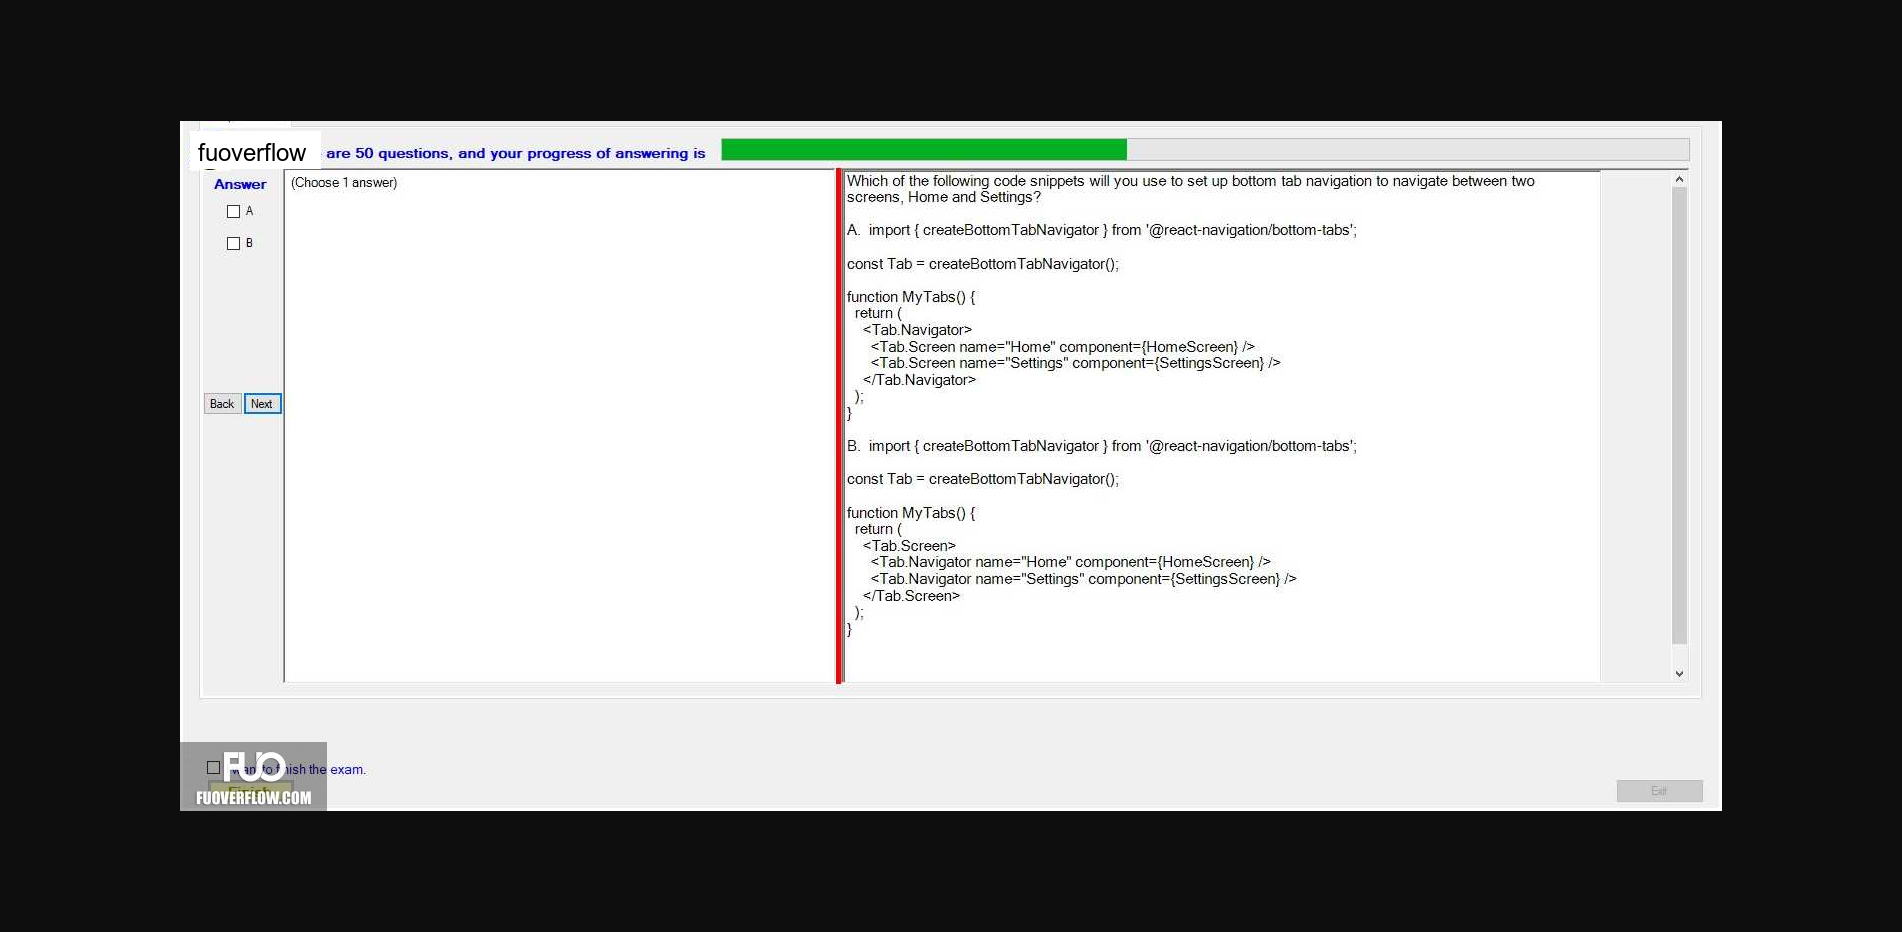 fuoverflow are 50 questions, and your progress of answering is
Answer
A
B
Back Next
(Choose 1 answer)
Which of the following code snippets will you use to set up bottom tab navigation to navigate between two
screens, Home and Settings?
A. import { createBottomTabNavigator } from '@react-navigation/bottom-tabs';
const Tab = createBottomTabNavigator();
function MyTabs() {
return (
<Tab.Navigator>
<Tab.Screen name="Home" component={HomeScreen} />
<Tab.Screen name="Settings" component={SettingsScreen} />
</Tab.Navigator>
);
}
B. import { createBottomTabNavigator } from '@react-navigation/bottom-tabs';
const Tab = createBottomTabNavigator();
function MyTabs() {
return (
<Tab.Screen>
<Tab.Navigator name="Home" component={HomeScreen} />
<Tab.Navigator name="Settings" component={SettingsScreen} />
</Tab.Screen>
);
}
FUO
want to finish the exam.
Finish
FUOVERFLOW.COM
Exit